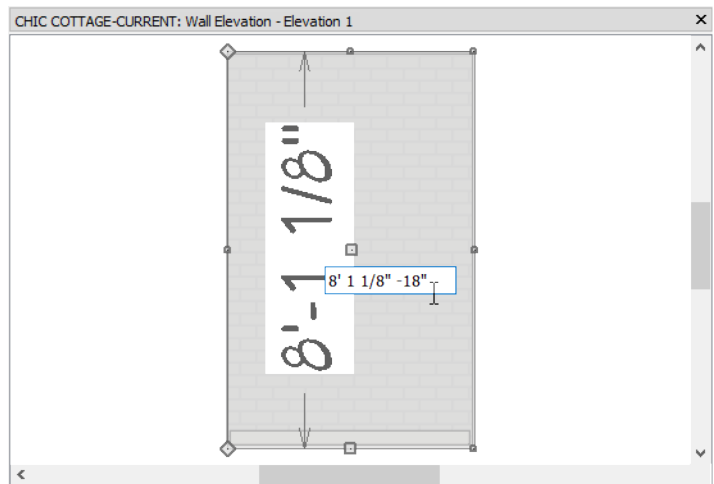 CHIC COTTAGE-CURRENT: Wall Elevation - Elevation 1
8'-1 1/8"
8' 1 1/8" -18"